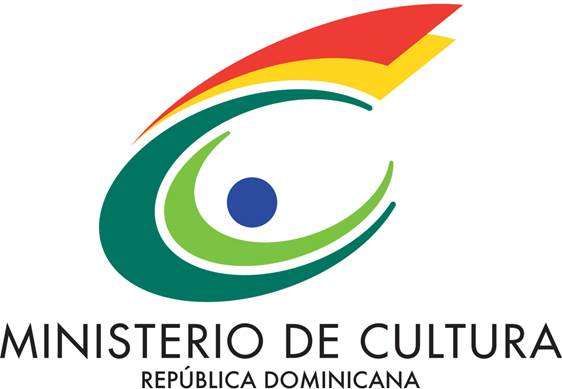 MINISTERIO DE CULTURA
REPÚBLICA DOMINICANA